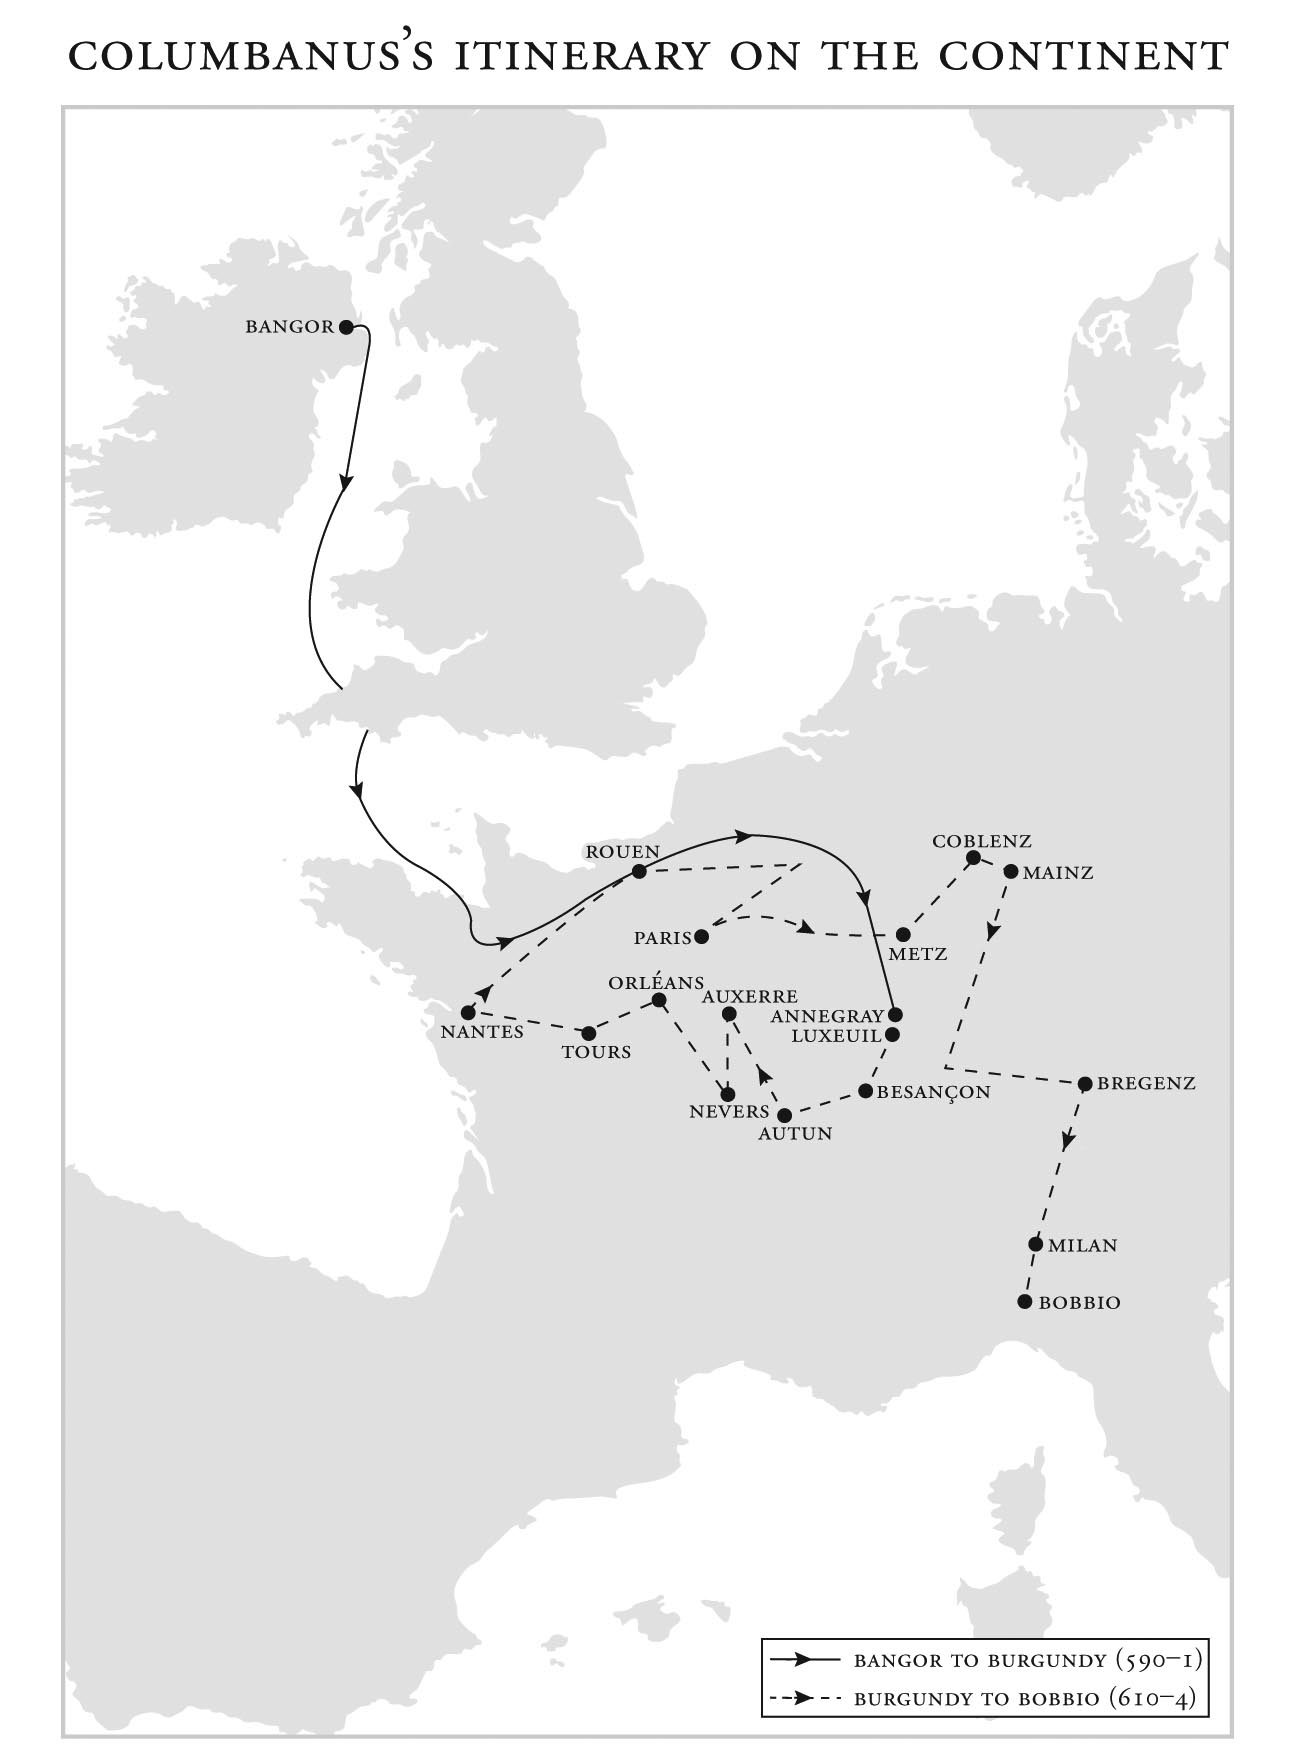 COLUMBANUS'S ITINERARY ON THE CONTINENT
BANGOR
COBLENZ
ROUEN
MAINZ
PARIS
METZ
ORLÉANS
AUXERRE
ANNEGRAY
NANTES
LUXEUIL
TOURS
BREGENZ
BESANÇON
NEVERS
AUTUN
MILAN
BOBBIO
BANGOR TO BURGUNDY (590–1)
BURGUNDY TO BOBBIO (610–4)